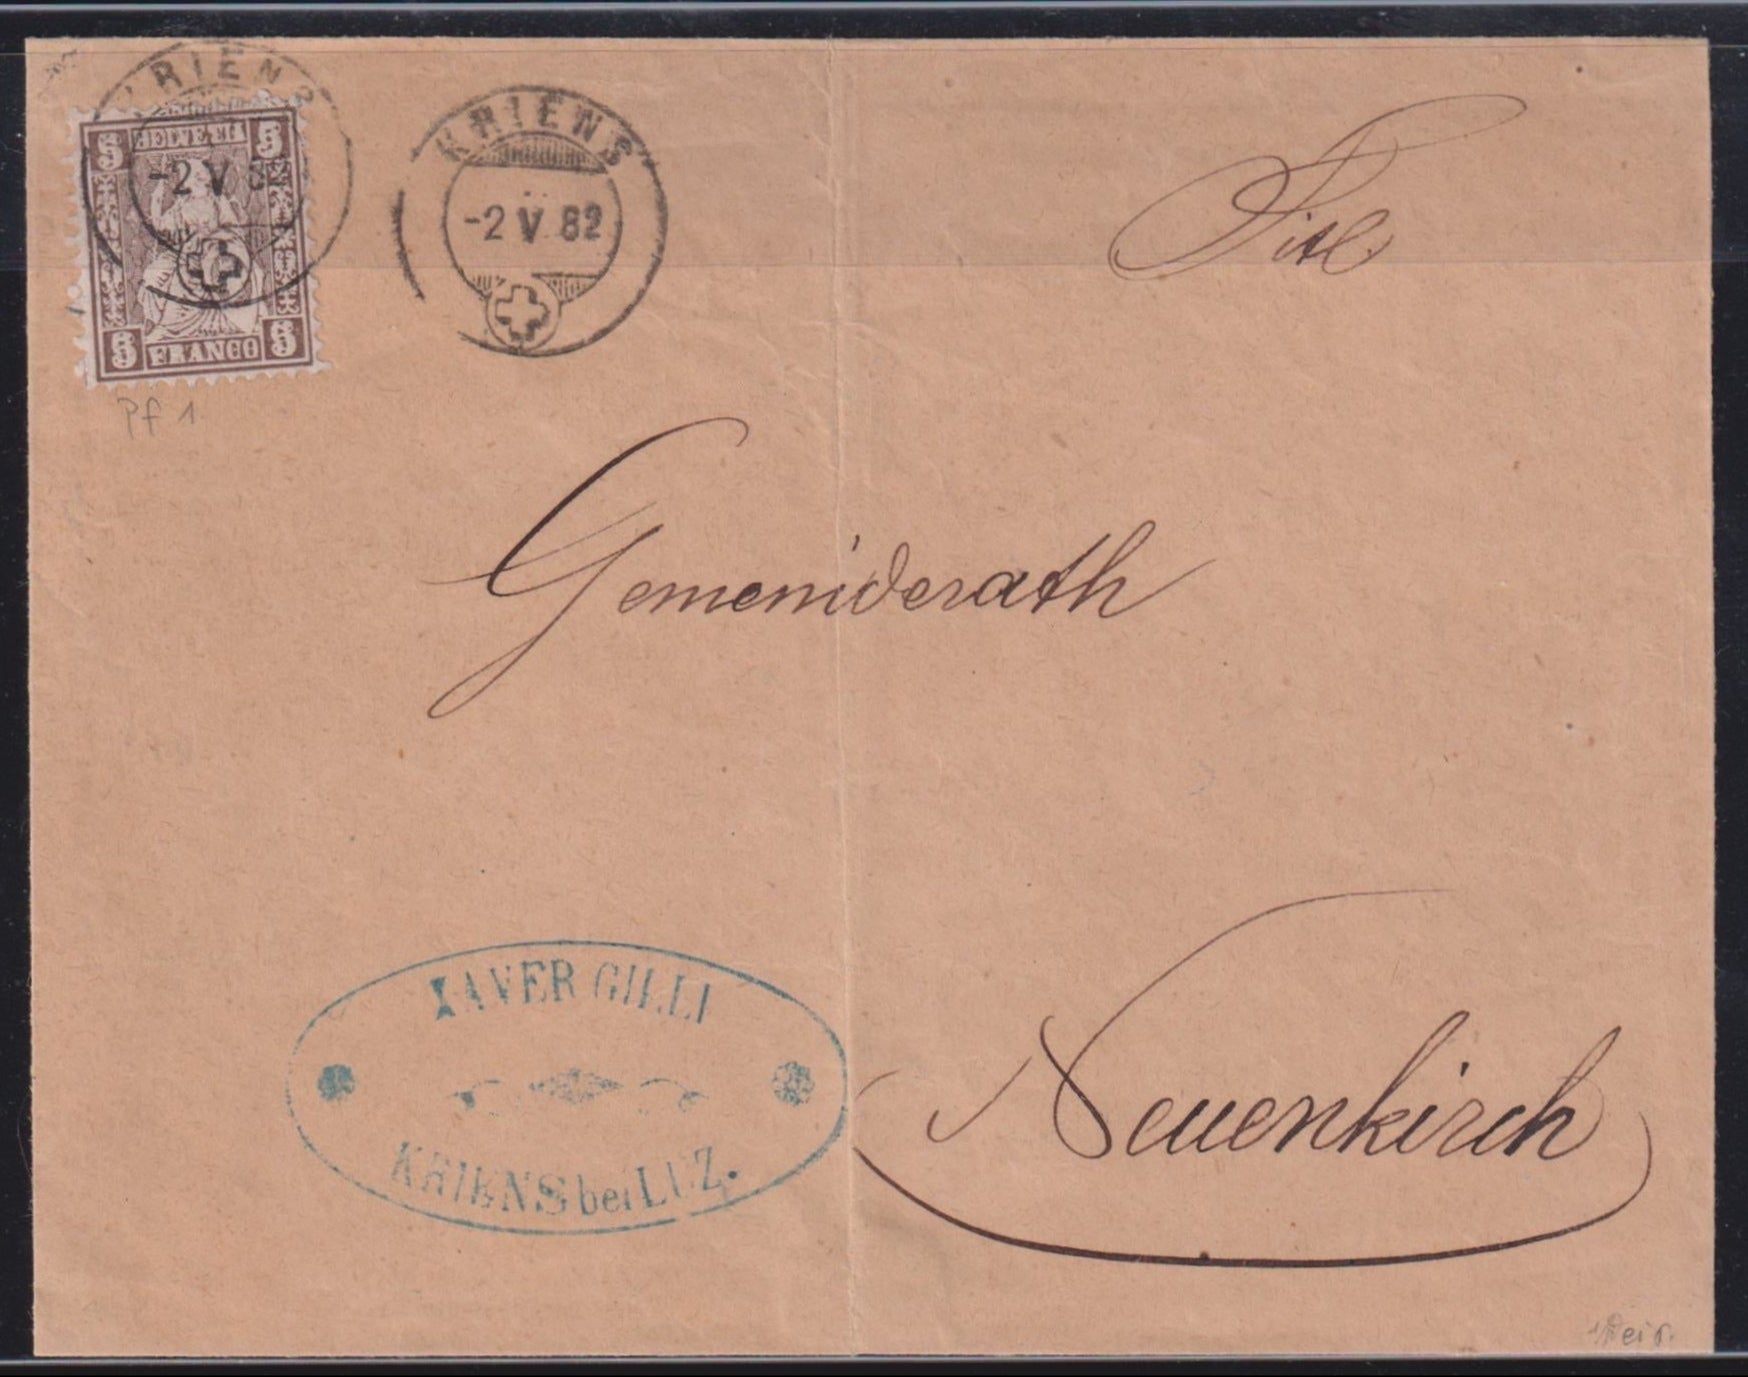 KRIENS
-2 V 82
HELVETIA
5 5
5 FRANCO 5
KRIENS
-2 V. 82
Pf 1
Tit.
Gemeinderath
Neuenkirch
XAVER GILLI
KRIENS bei LUZ.